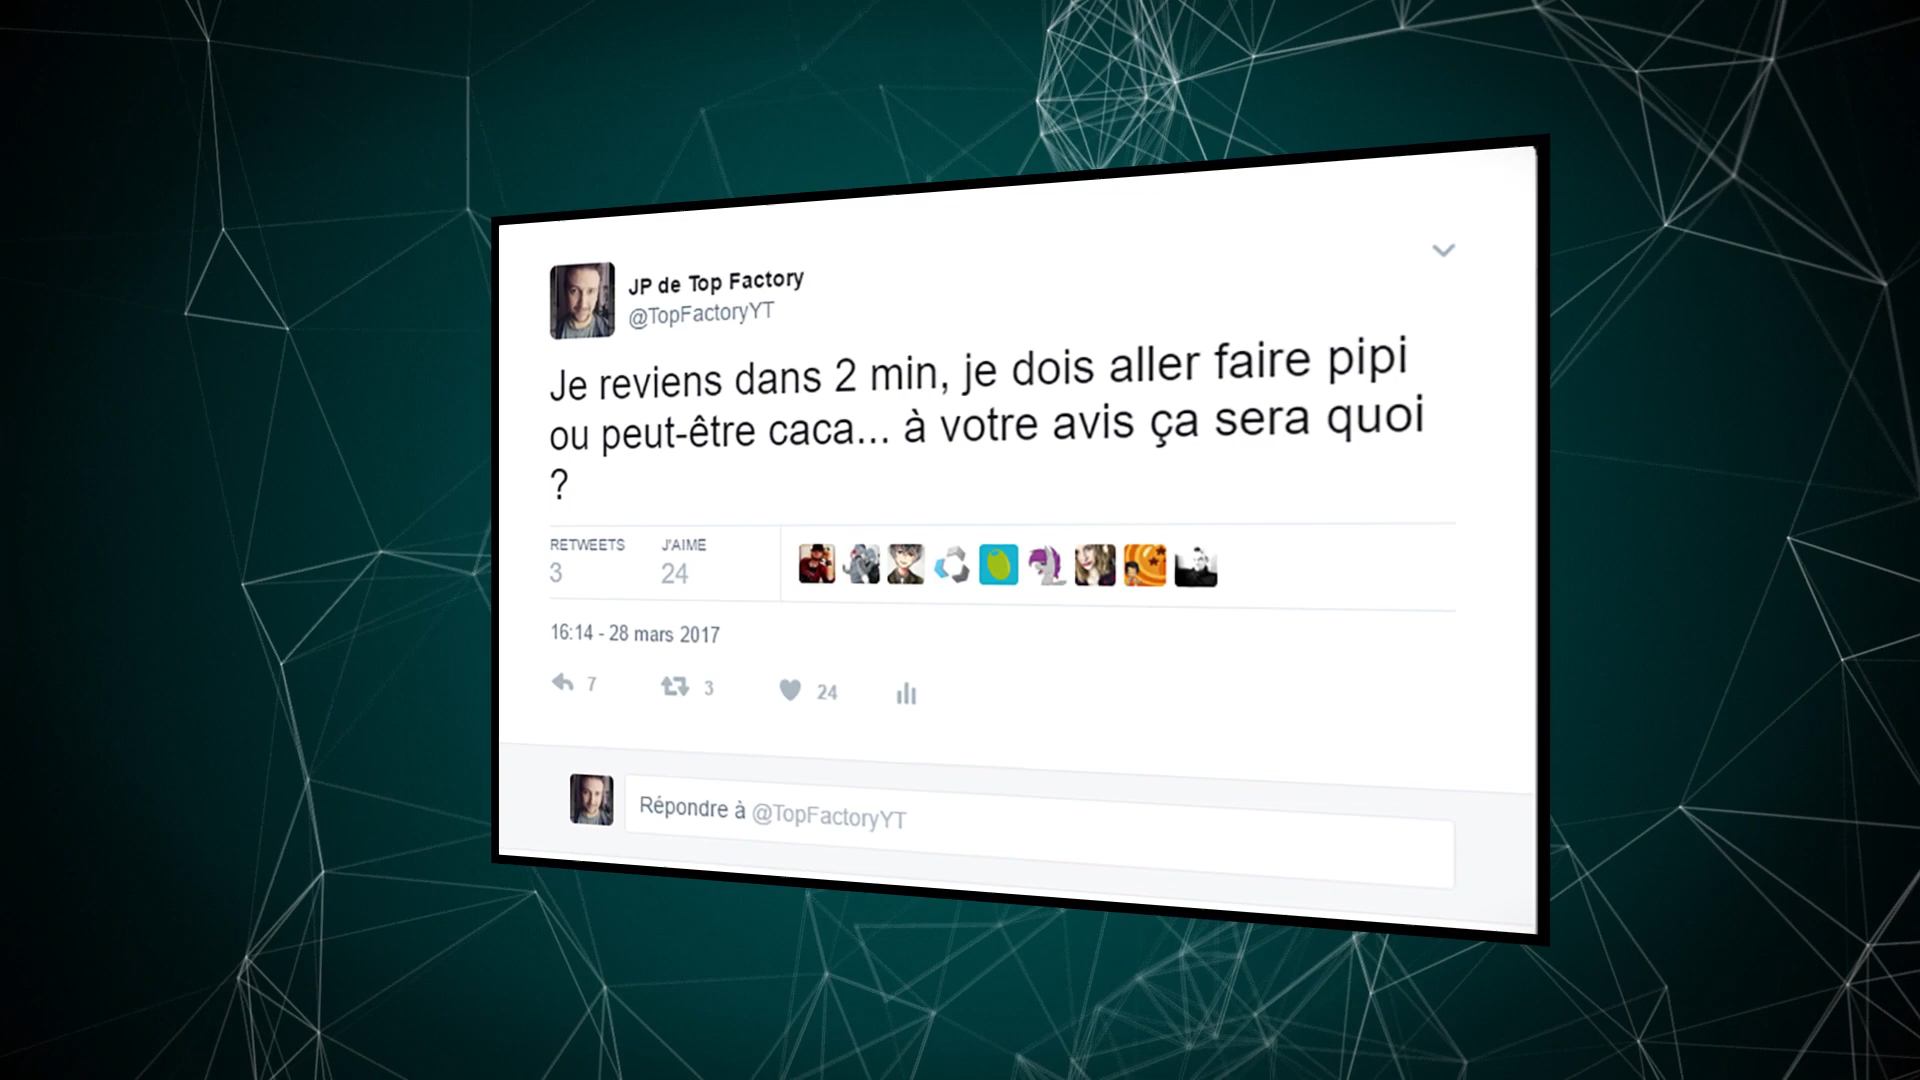 JP de Top Factory
@TopFactoryYT
Je reviens dans 2 min, je dois aller faire pipi
ou peut-être caca... à votre avis ça sera quoi
?
RETWEETS J'AIME
3 24
16:14 - 28 mars 2017
7 3 24
Répondre à @TopFactoryYT